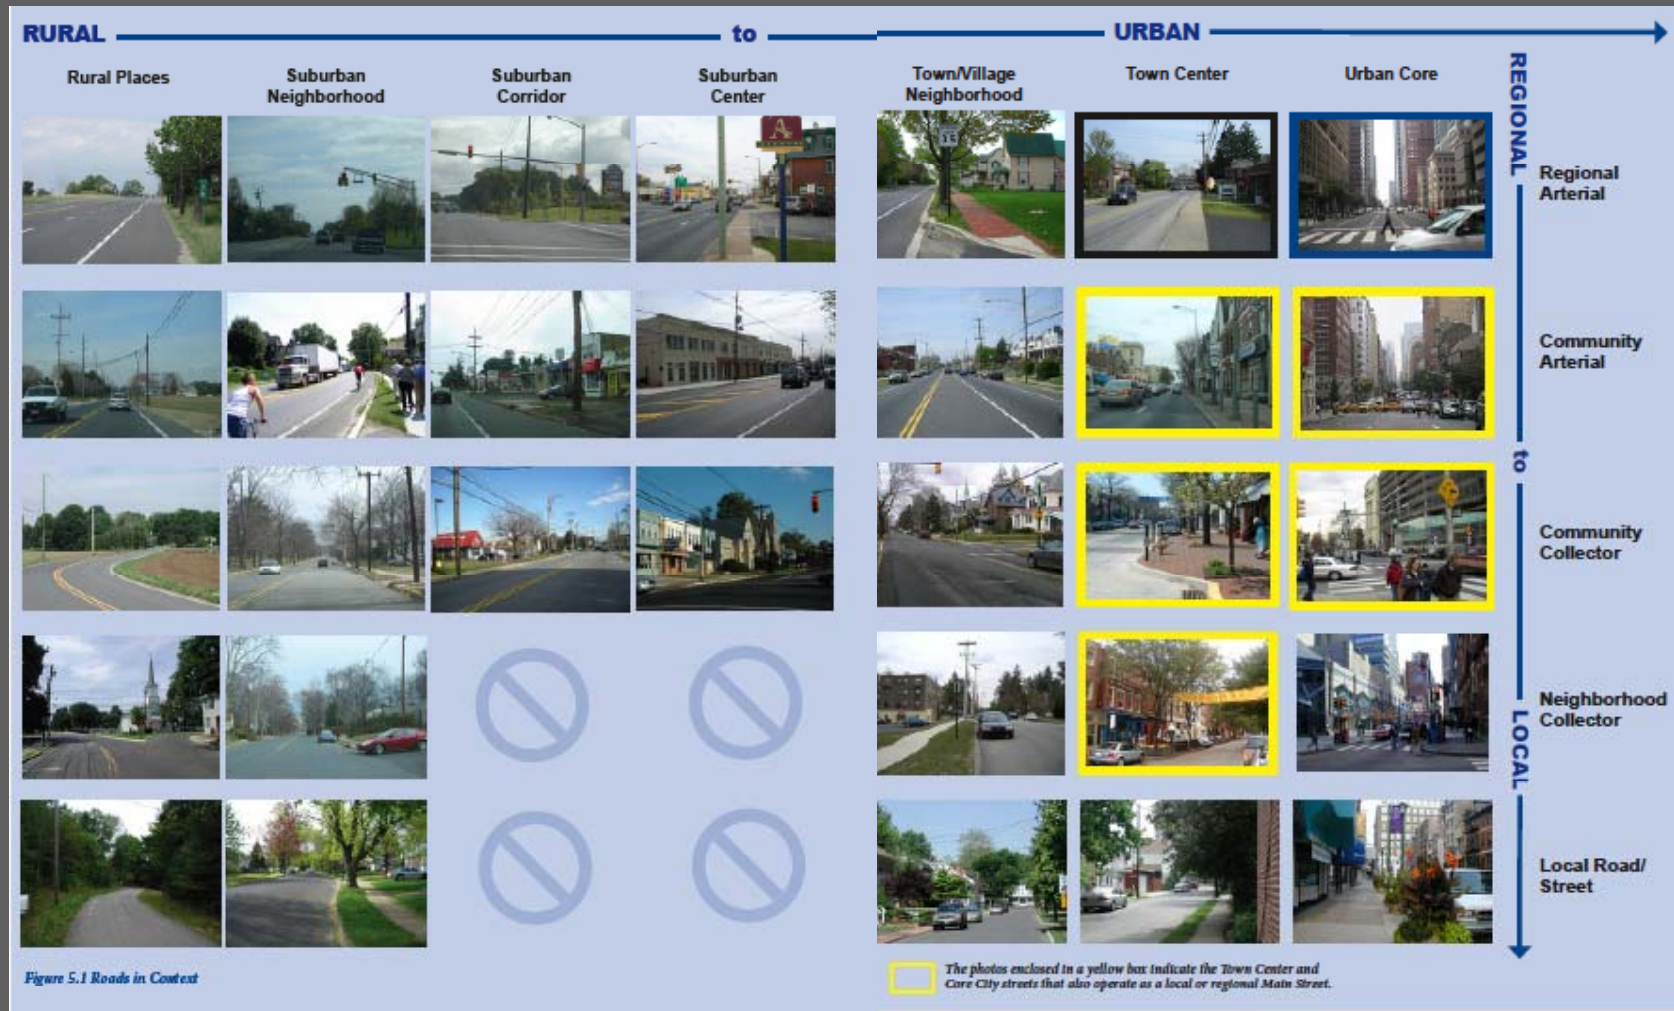 RURAL to URBAN
Rural Places
Suburban
Neighborhood
Suburban
Corridor
Suburban
Center
Town/Village
Neighborhood
Town Center
Urban Core
REGIONAL to LOCAL
Regional
Arterial
Community
Arterial
Community
Collector
Neighborhood
Collector
Local Road/
Street
A
15
Figure 5.1 Roads in Context
The photos enclosed in a yellow box indicate the Town Center and
Core City streets that also operate as a local or regional Main Street.